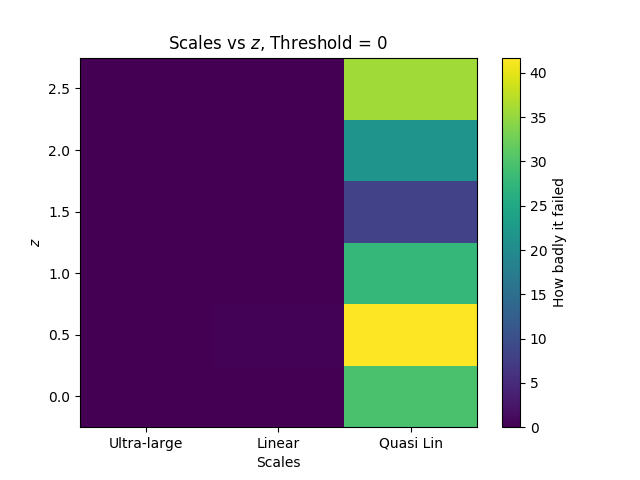 Scales vs z, Threshold = 0
2.5
2.0
1.5
1.0
0.5
0.0
z
Ultra-large
Linear
Quasi Lin
Scales
40
35
30
25
20
15
10
5
0
How badly it failed